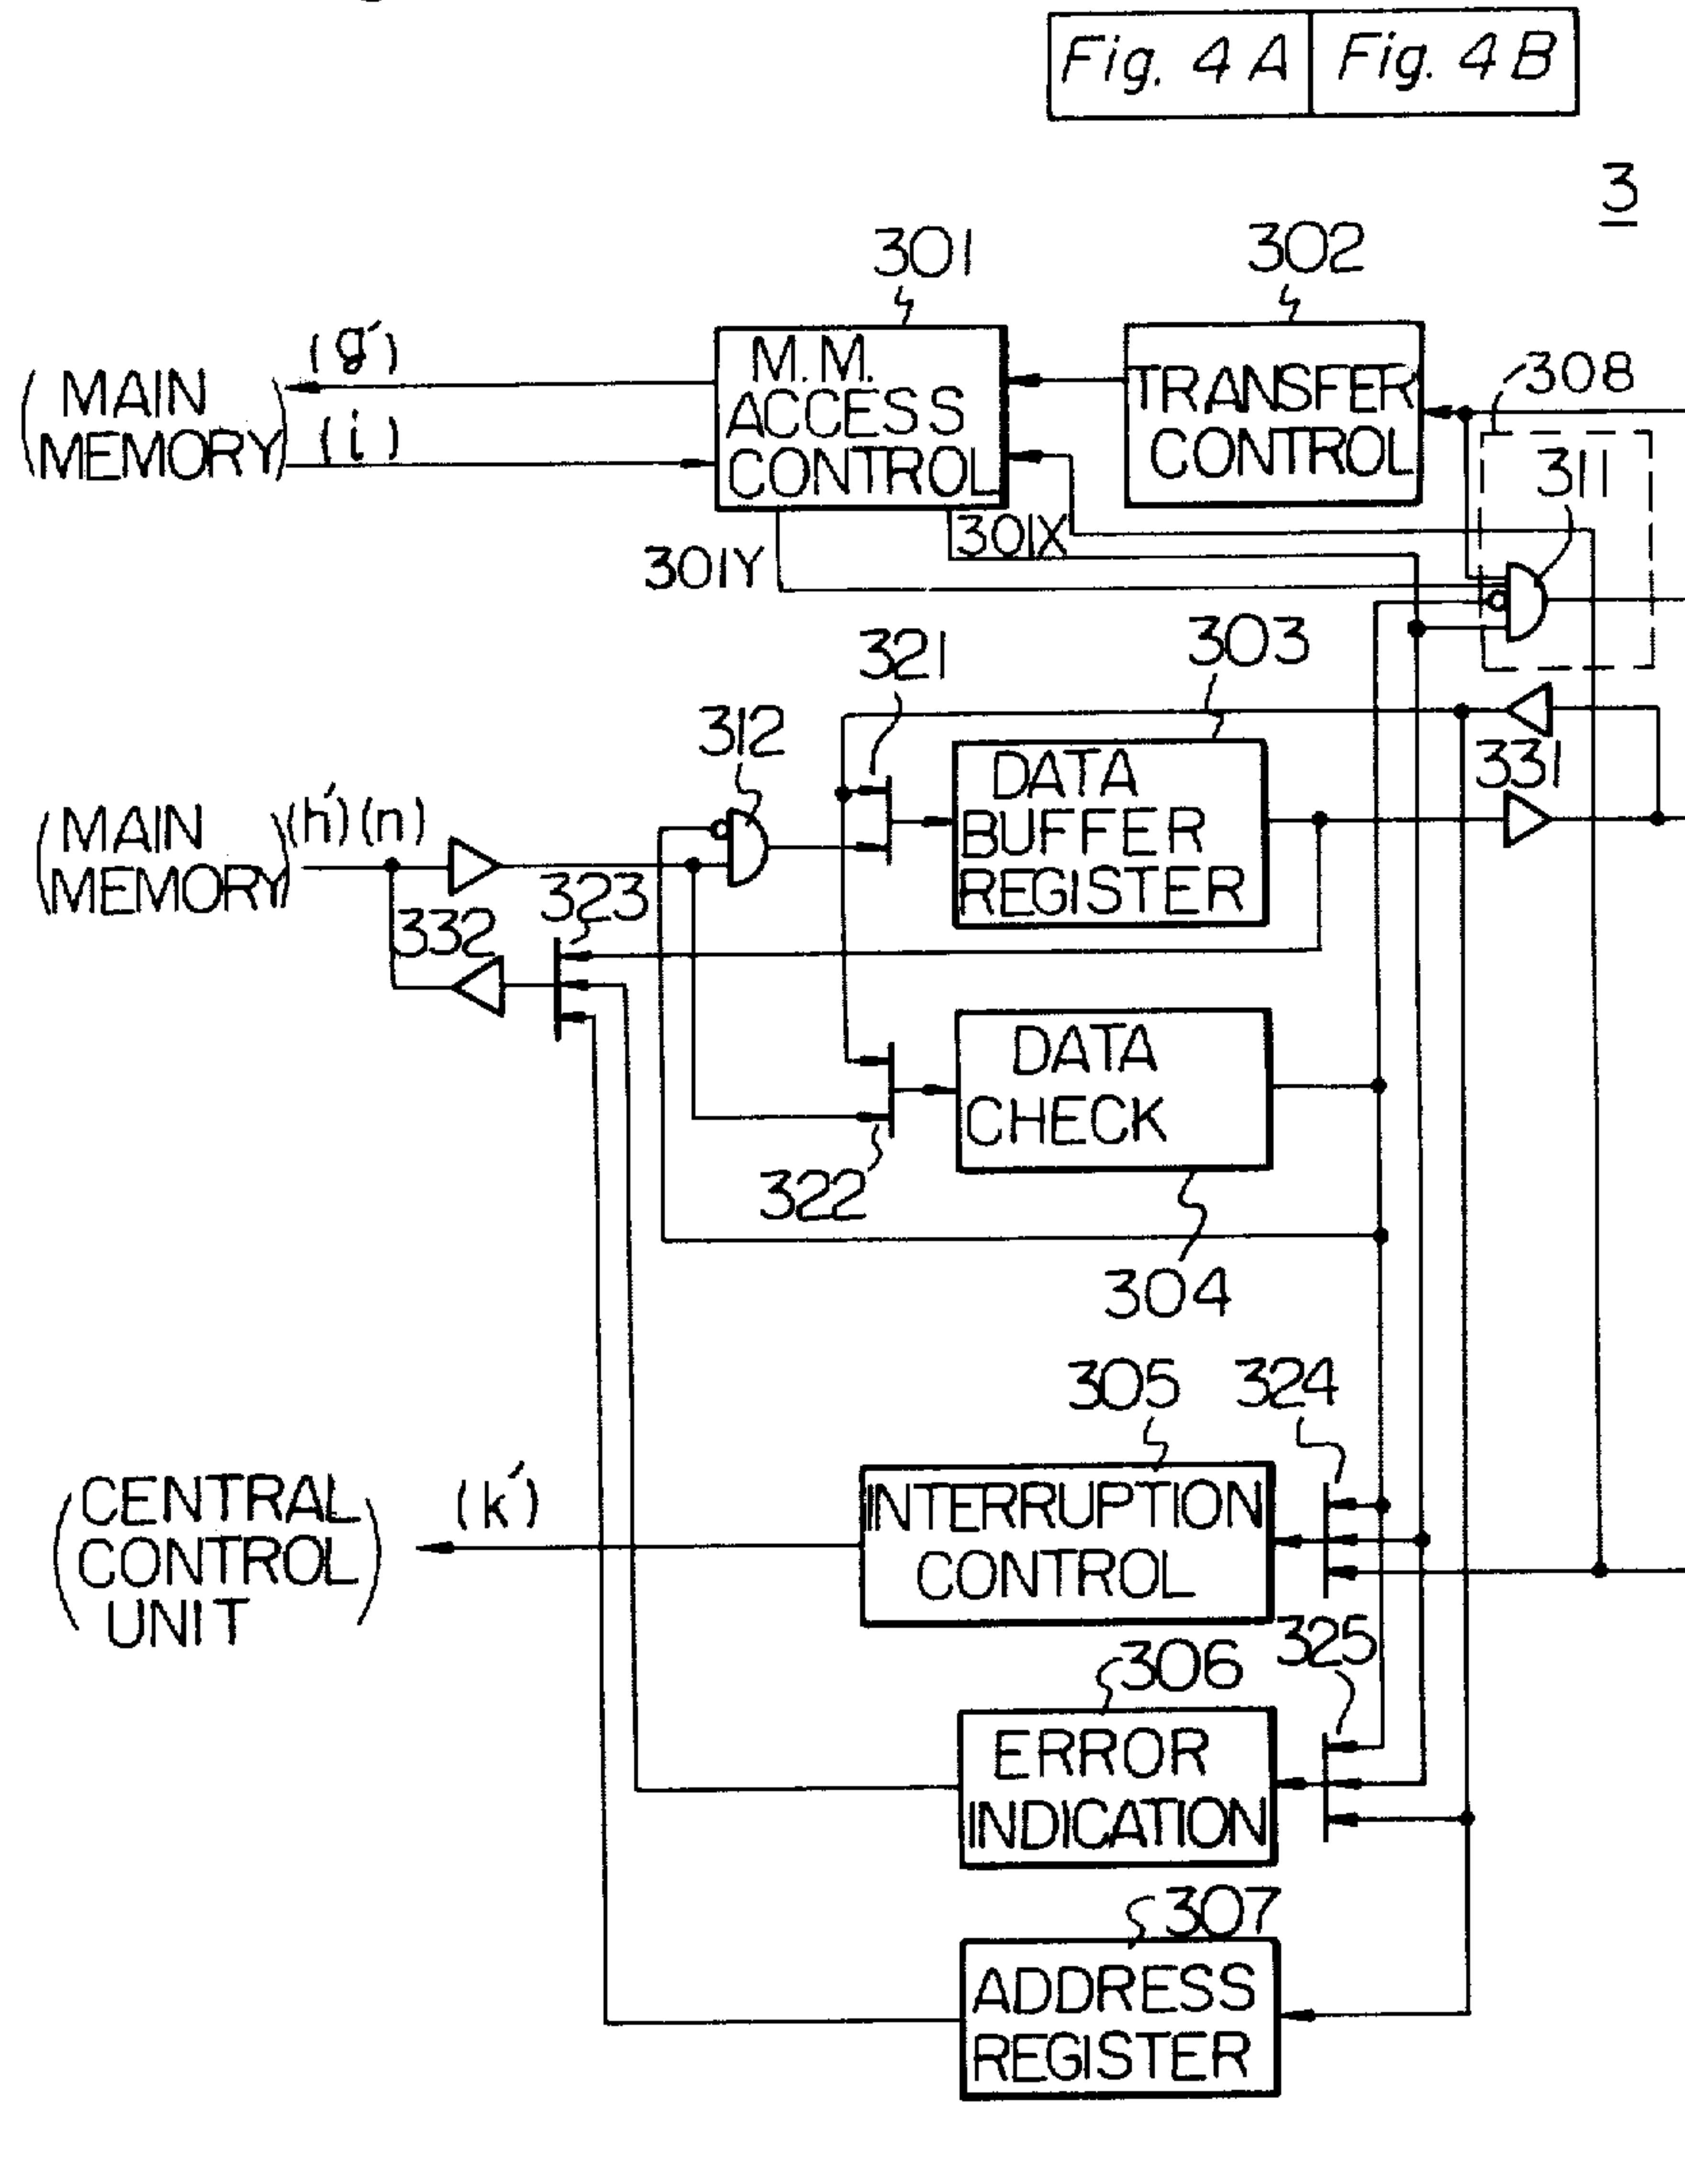 Fig. 4A Fig. 4B
3
301
302
(g')
(MAIN
MEMORY)
(i)
M.M.
ACCESS
CONTROL
TRANSFER
CONTROL
308
311
301X
301Y
303
321
312
331
(MAIN
MEMORY)
(h')(n)
DATA
BUFFER
REGISTER
323
332
DATA
CHECK
322
304
305
324
(CENTRAL
CONTROL
UNIT)
(k')
INTERRUPTION
CONTROL
325
306
ERROR
INDICATION
307
ADDRESS
REGISTER